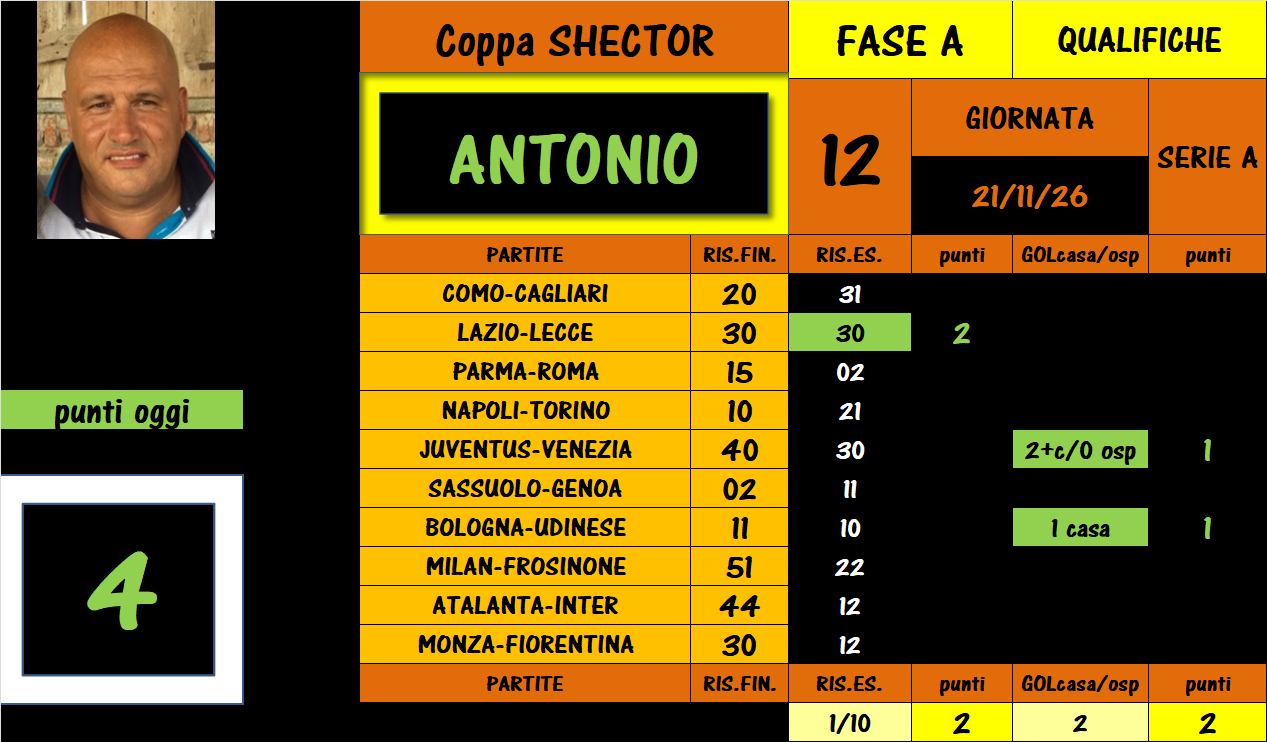 Coppa SHECTOR FASE A QUALIFICHE
ANTONIO 12 GIORNATA SERIE A
21/11/26
PARTITE RIS.FIN. RIS.ES. punti GOLcasa/osp punti
COMO-CAGLIARI 20 31
LAZIO-LECCE 30 30 2
PARMA-ROMA 15 02
punti oggi
NAPOLI-TORINO 10 21
JUVENTUS-VENEZIA 40 30 2+c/0 osp 1
SASSUOLO-GENOA 02 11
BOLOGNA-UDINESE 11 10 1 casa 1
4
MILAN-FROSINONE 51 22
ATALANTA-INTER 44 12
MONZA-FIORENTINA 30 12
PARTITE RIS.FIN. RIS.ES. punti GOLcasa/osp punti
1/10 2 2 2